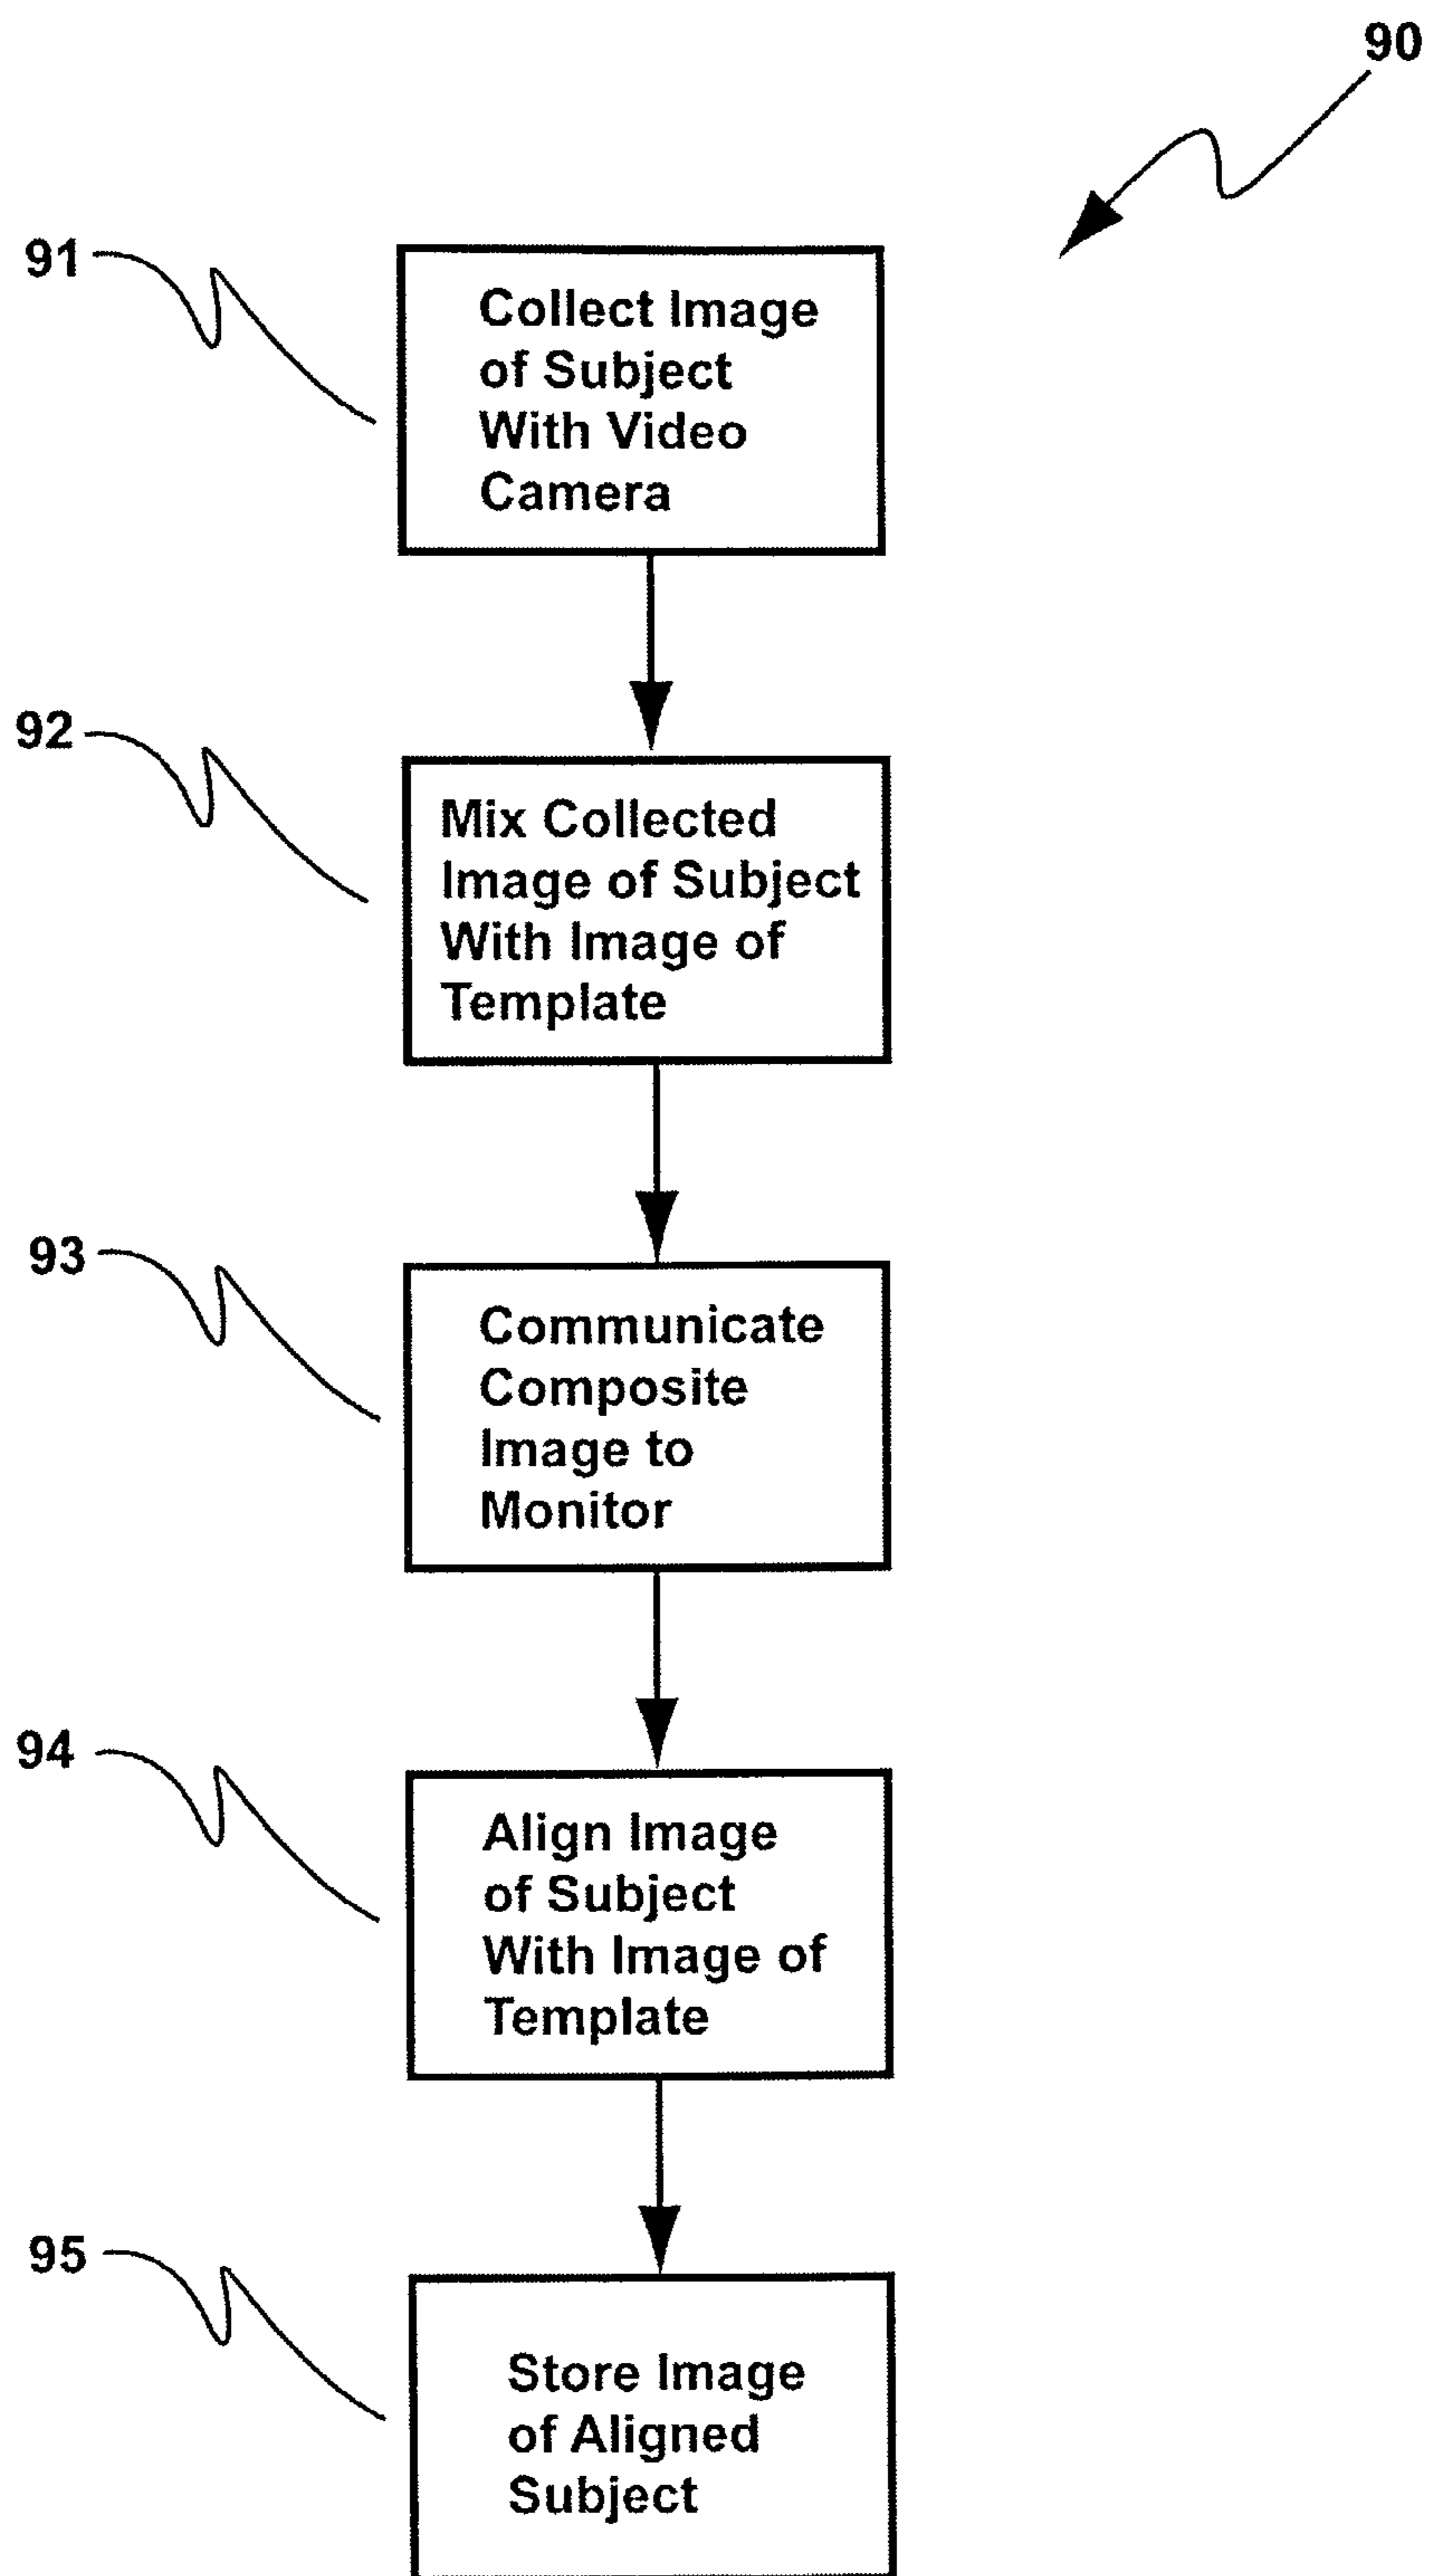 90
91
Collect Image
of Subject
With Video
Camera
92
Mix Collected
Image of Subject
With Image of
Template
93
Communicate
Composite
Image to
Monitor
94
Align Image
of Subject
With Image of
Template
95
Store Image
of Aligned
Subject